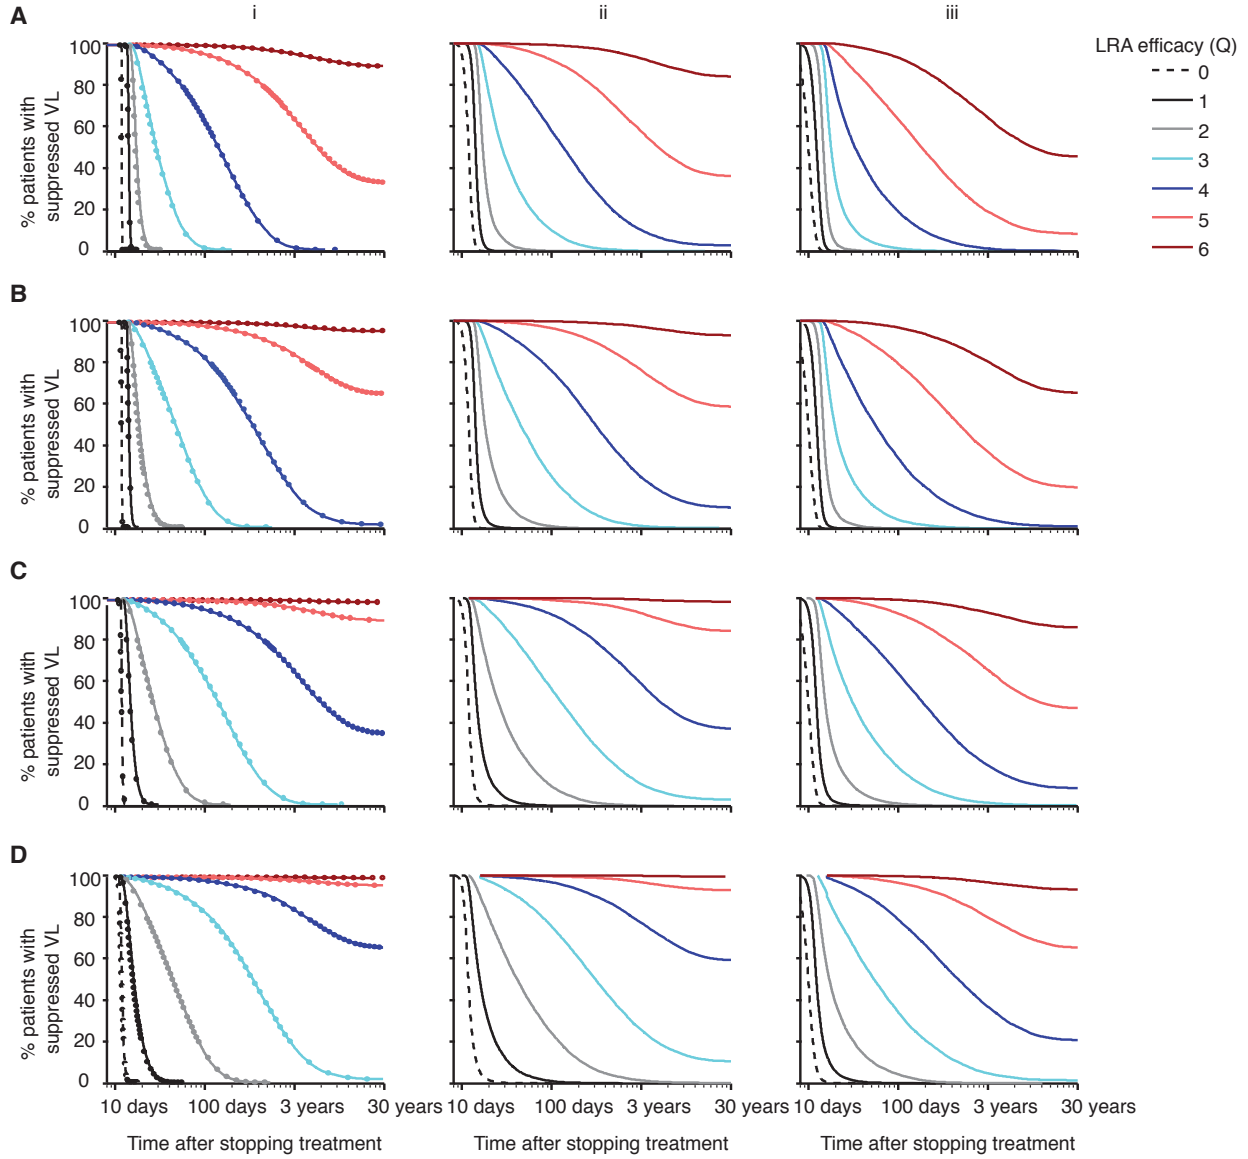 A
i
ii
iii
LRA efficacy (Q)
0
1
2
3
4
5
6
% patients with
suppressed VL
100
80
60
40
20
0
B
% patients with
suppressed VL
100
80
60
40
20
0
C
% patients with
suppressed VL
100
80
60
40
20
0
D
% patients with
suppressed VL
100
80
60
40
20
0
10 days 100 days 3 years 30 years
10 days 100 days 3 years 30 years
10 days 100 days 3 years 30 years
Time after stopping treatment
Time after stopping treatment
Time after stopping treatment